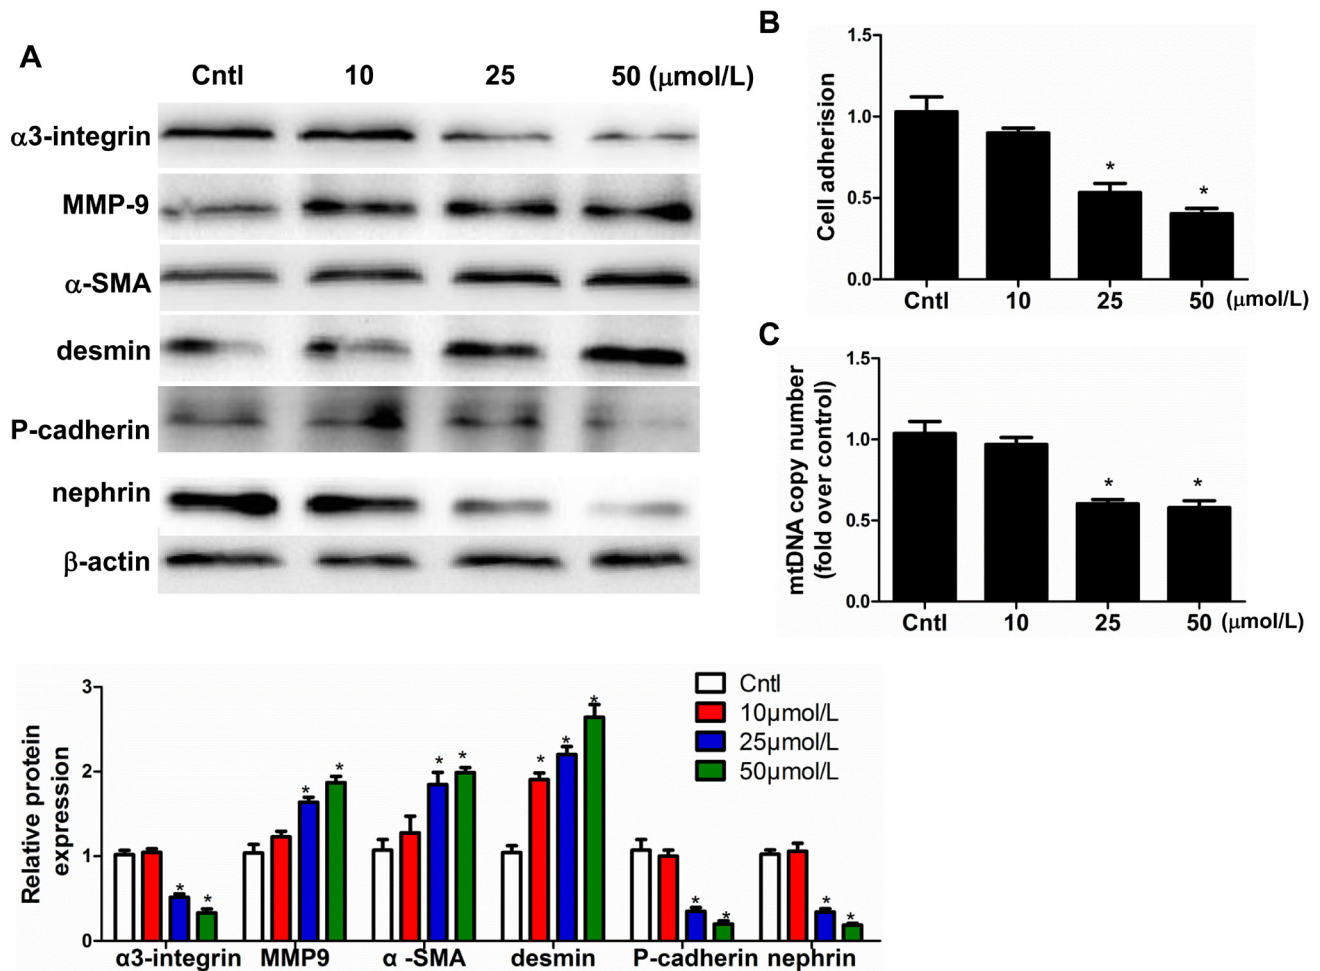 A
Cntl 10 25 50 (μmol/L)
α3-integrin
MMP-9
α-SMA
desmin
P-cadherin
nephrin
β-actin
B
Cell adherision
1.5
1.0
0.5
0.0
* *
Cntl 10 25 50 (μmol/L)
C
mtDNA copy number
(fold over control)
1.5
1.0
0.5
0.0
* *
Cntl 10 25 50 (μmol/L)
Relative protein
expression
3
2
1
0
* * * * * * * * * * * * *
Cntl
10μmol/L
25μmol/L
50μmol/L
α3-integrin MMP9 α -SMA desmin P-cadherin nephrin